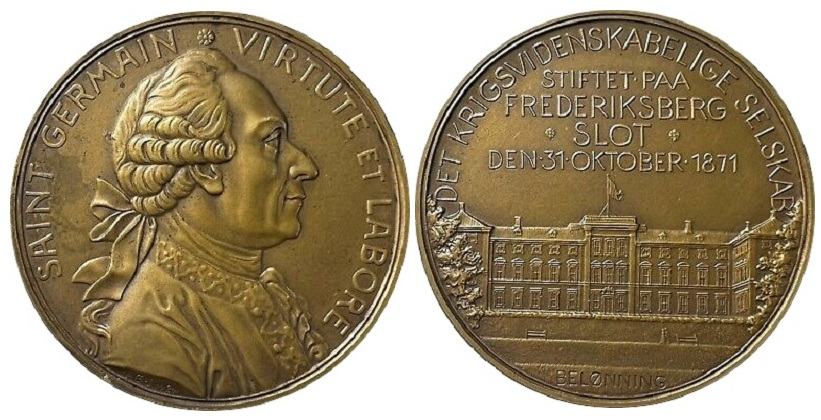 SAINT GERMAIN ❉ VIRTUTE ET LABORE
DET KRIGSVIDENSKABELIGE SELSKAB
STIFTET·PAA
FREDERIKSBERG
❉ SLOT ❉
DEN·31·OKTOBER·1871
BELØNNING